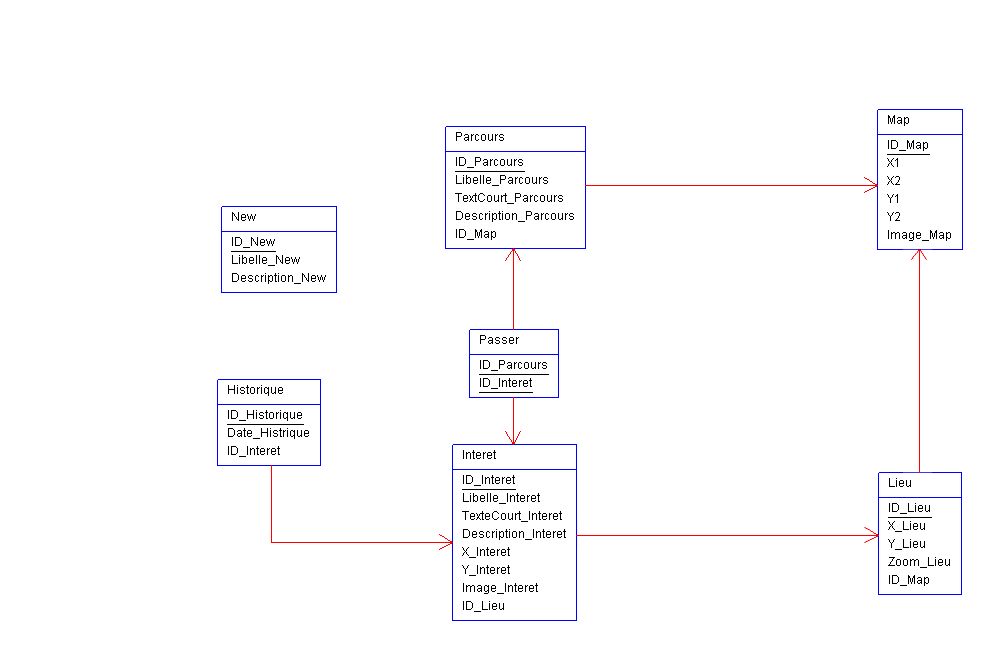 Map
ID_Map
X1
X2
Y1
Y2
Image_Map
Parcours
ID_Parcours
Libelle_Parcours
TextCourt_Parcours
Description_Parcours
ID_Map
New
ID_New
Libelle_New
Description_New
Passer
ID_Parcours
ID_Interet
Historique
ID_Historique
Date_Histrique
ID_Interet
Interet
ID_Interet
Libelle_Interet
TexteCourt_Interet
Description_Interet
X_Interet
Y_Interet
Image_Interet
ID_Lieu
Lieu
ID_Lieu
X_Lieu
Y_Lieu
Zoom_Lieu
ID_Map